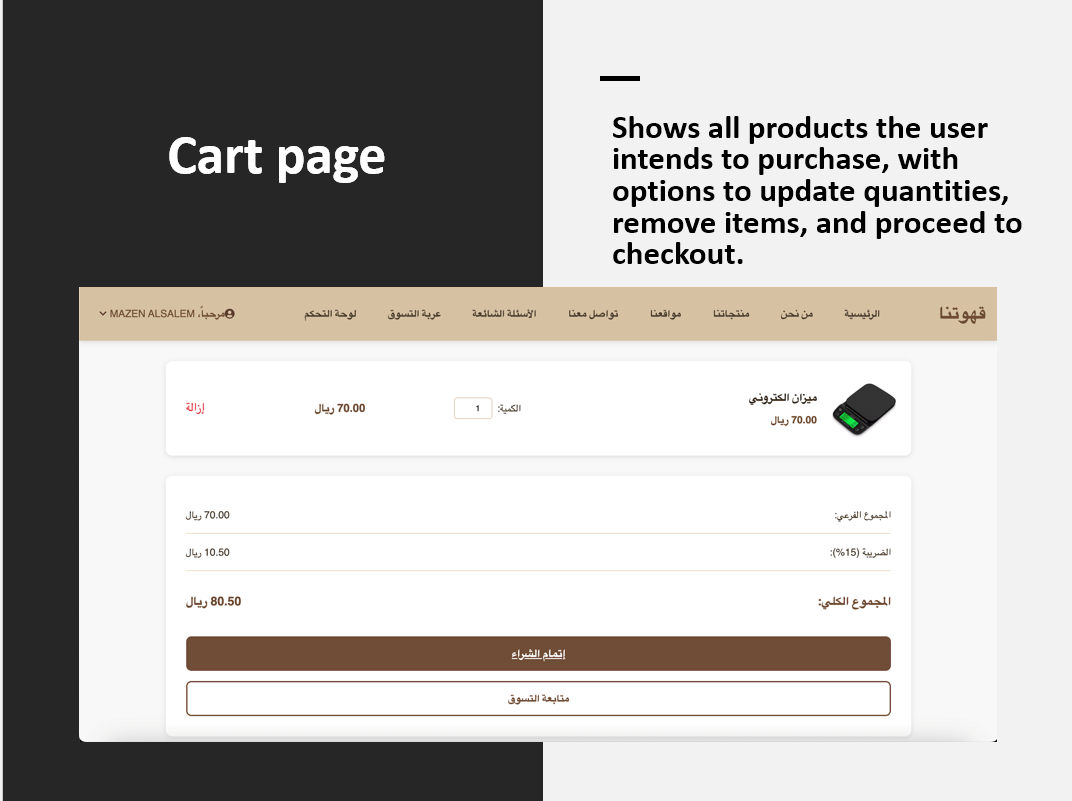 Cart page
Shows all products the user
intends to purchase, with
options to update quantities,
remove items, and proceed to
checkout.
قهوتنا
الرئيسية
من نحن
منتجاتنا
مواقعنا
تواصل معنا
الأسئلة الشائعة
عربة التسوق
لوحة التحكم
مرحباً، MAZEN ALSALEM
ميزان الكتروني
70.00 ريال
الكمية: 1
70.00 ريال
إزالة
المجموع الفرعي: 70.00 ريال
الضريبة (15%): 10.50 ريال
المجموع الكلي: 80.50 ريال
إتمام الشراء
متابعة التسوق